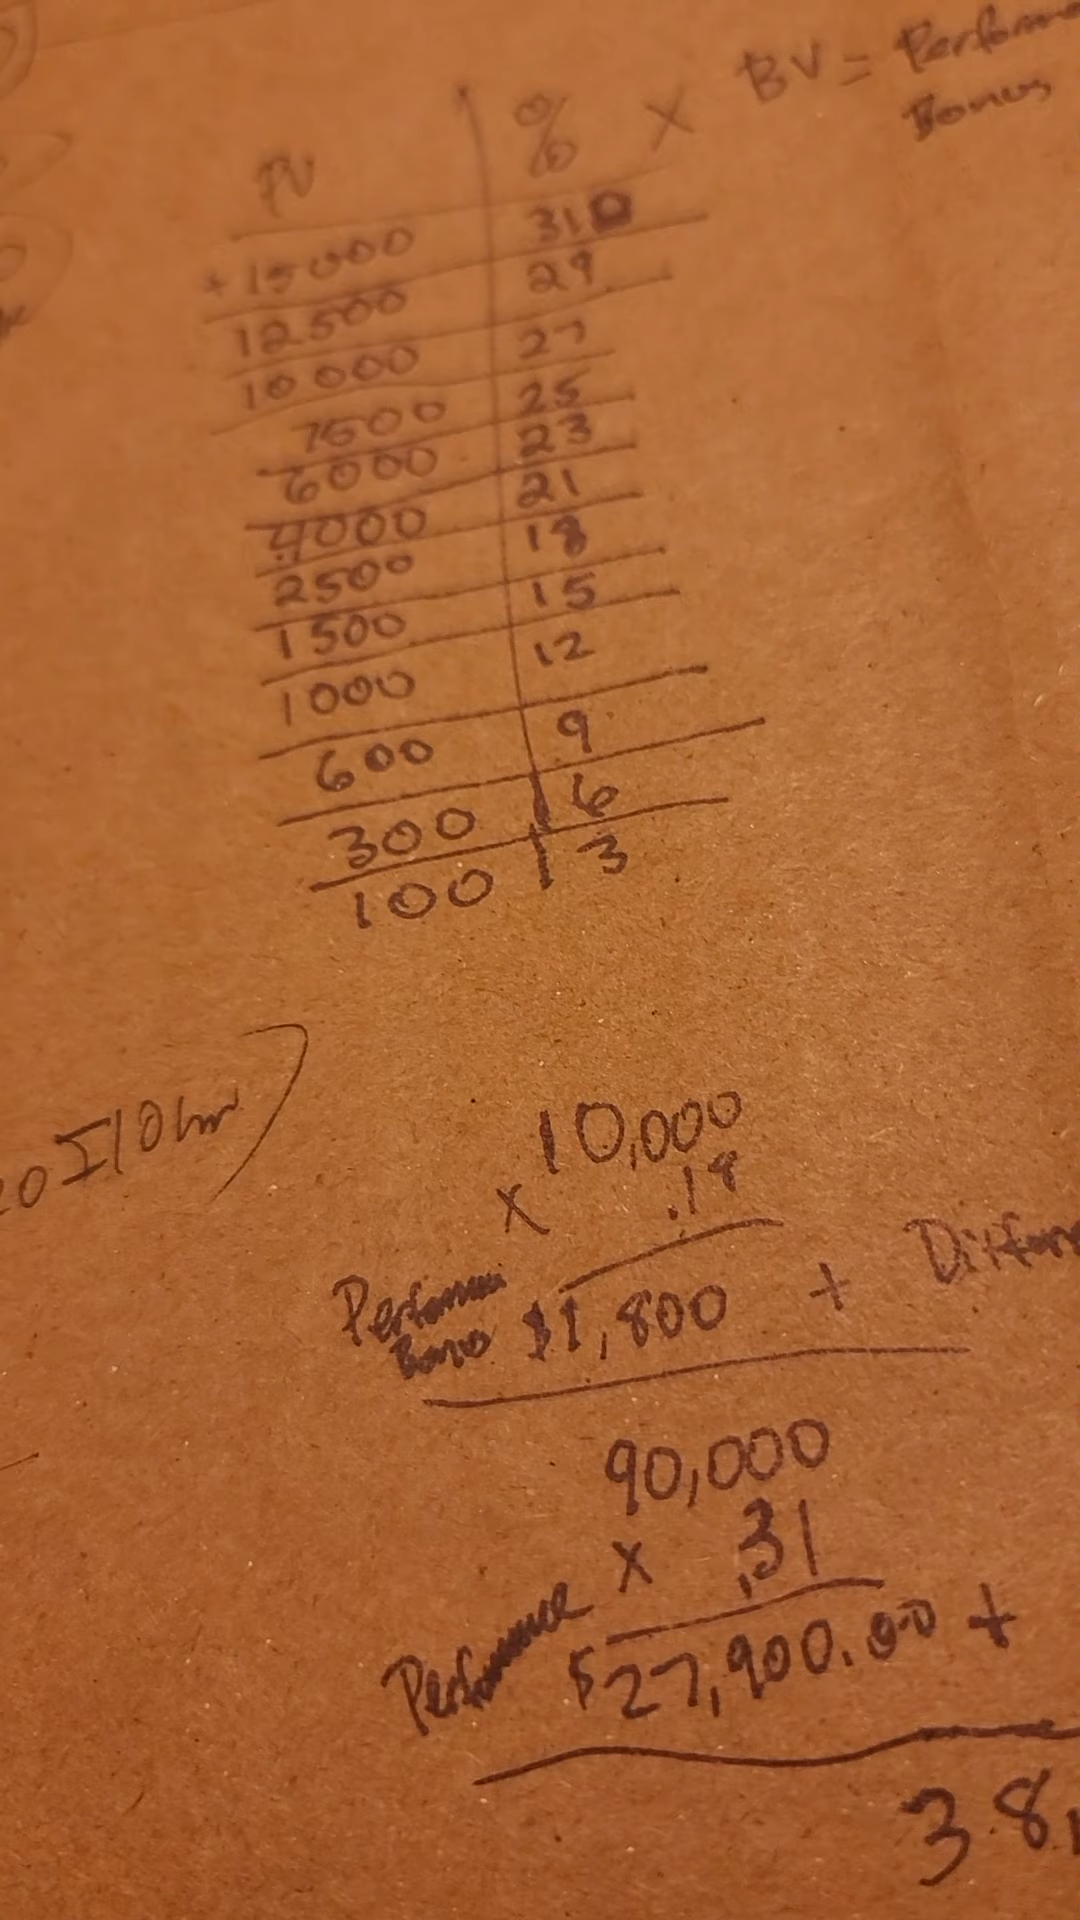 BV = Performa
Bonus
PV % X
+15000 31
12500 29
10000 27
7500 25
6000 23
4000 21
2500 18
1500 15
1000 12
600 9
300 6
100 3
10,000
x .18
Bonus $1,800 + Differ
90,000
x .31
Performance $27,900.00 +
38,